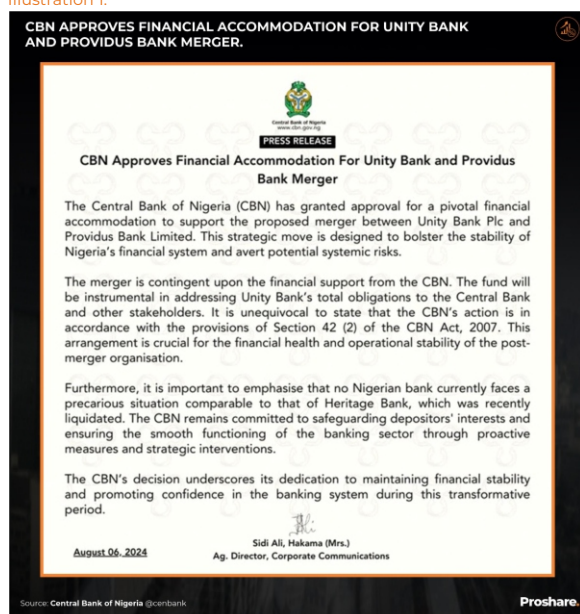 Illustration 1:
CBN APPROVES FINANCIAL ACCOMMODATION FOR UNITY BANK
AND PROVIDUS BANK MERGER.
Central Bank of Nigeria
www.cbn.gov.ng
PRESS RELEASE
CBN Approves Financial Accommodation For Unity Bank and Providus
Bank Merger
The Central Bank of Nigeria (CBN) has granted approval for a pivotal financial
accommodation to support the proposed merger between Unity Bank Plc and
Providus Bank Limited. This strategic move is designed to bolster the stability of
Nigeria's financial system and avert potential systemic risks.
The merger is contingent upon the financial support from the CBN. The fund will
be instrumental in addressing Unity Bank's total obligations to the Central Bank
and other stakeholders. It is unequivocal to state that the CBN's action is in
accordance with the provisions of Section 42 (2) of the CBN Act, 2007. This
arrangement is crucial for the financial health and operational stability of the post-
merger organisation.
Furthermore, it is important to emphasise that no Nigerian bank currently faces a
precarious situation comparable to that of Heritage Bank, which was recently
liquidated. The CBN remains committed to safeguarding depositors' interests and
ensuring the smooth functioning of the banking sector through proactive
measures and strategic interventions.
The CBN's decision underscores its dedication to maintaining financial stability
and promoting confidence in the banking system during this transformative
period.
Sidi Ali, Hakama (Mrs.)
August 06, 2024
Ag. Director, Corporate Communications
Source: Central Bank of Nigeria @cenbank
Proshare.